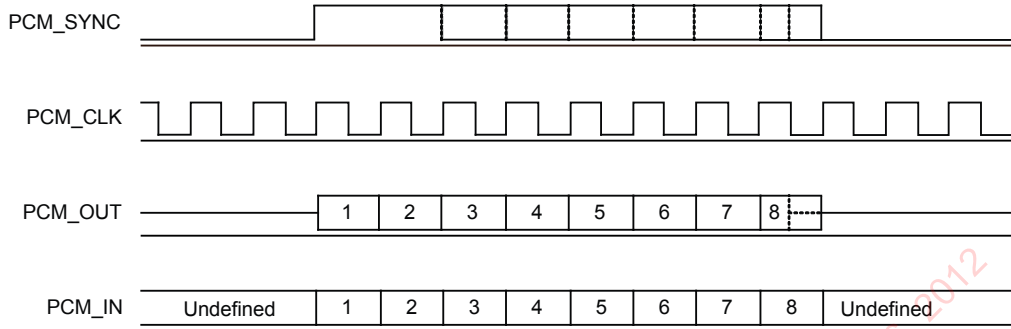 PCM_SYNC
PCM_CLK
PCM_OUT 1 2 3 4 5 6 7 8
PCM_IN Undefined 1 2 3 4 5 6 7 8 Undefined
2012